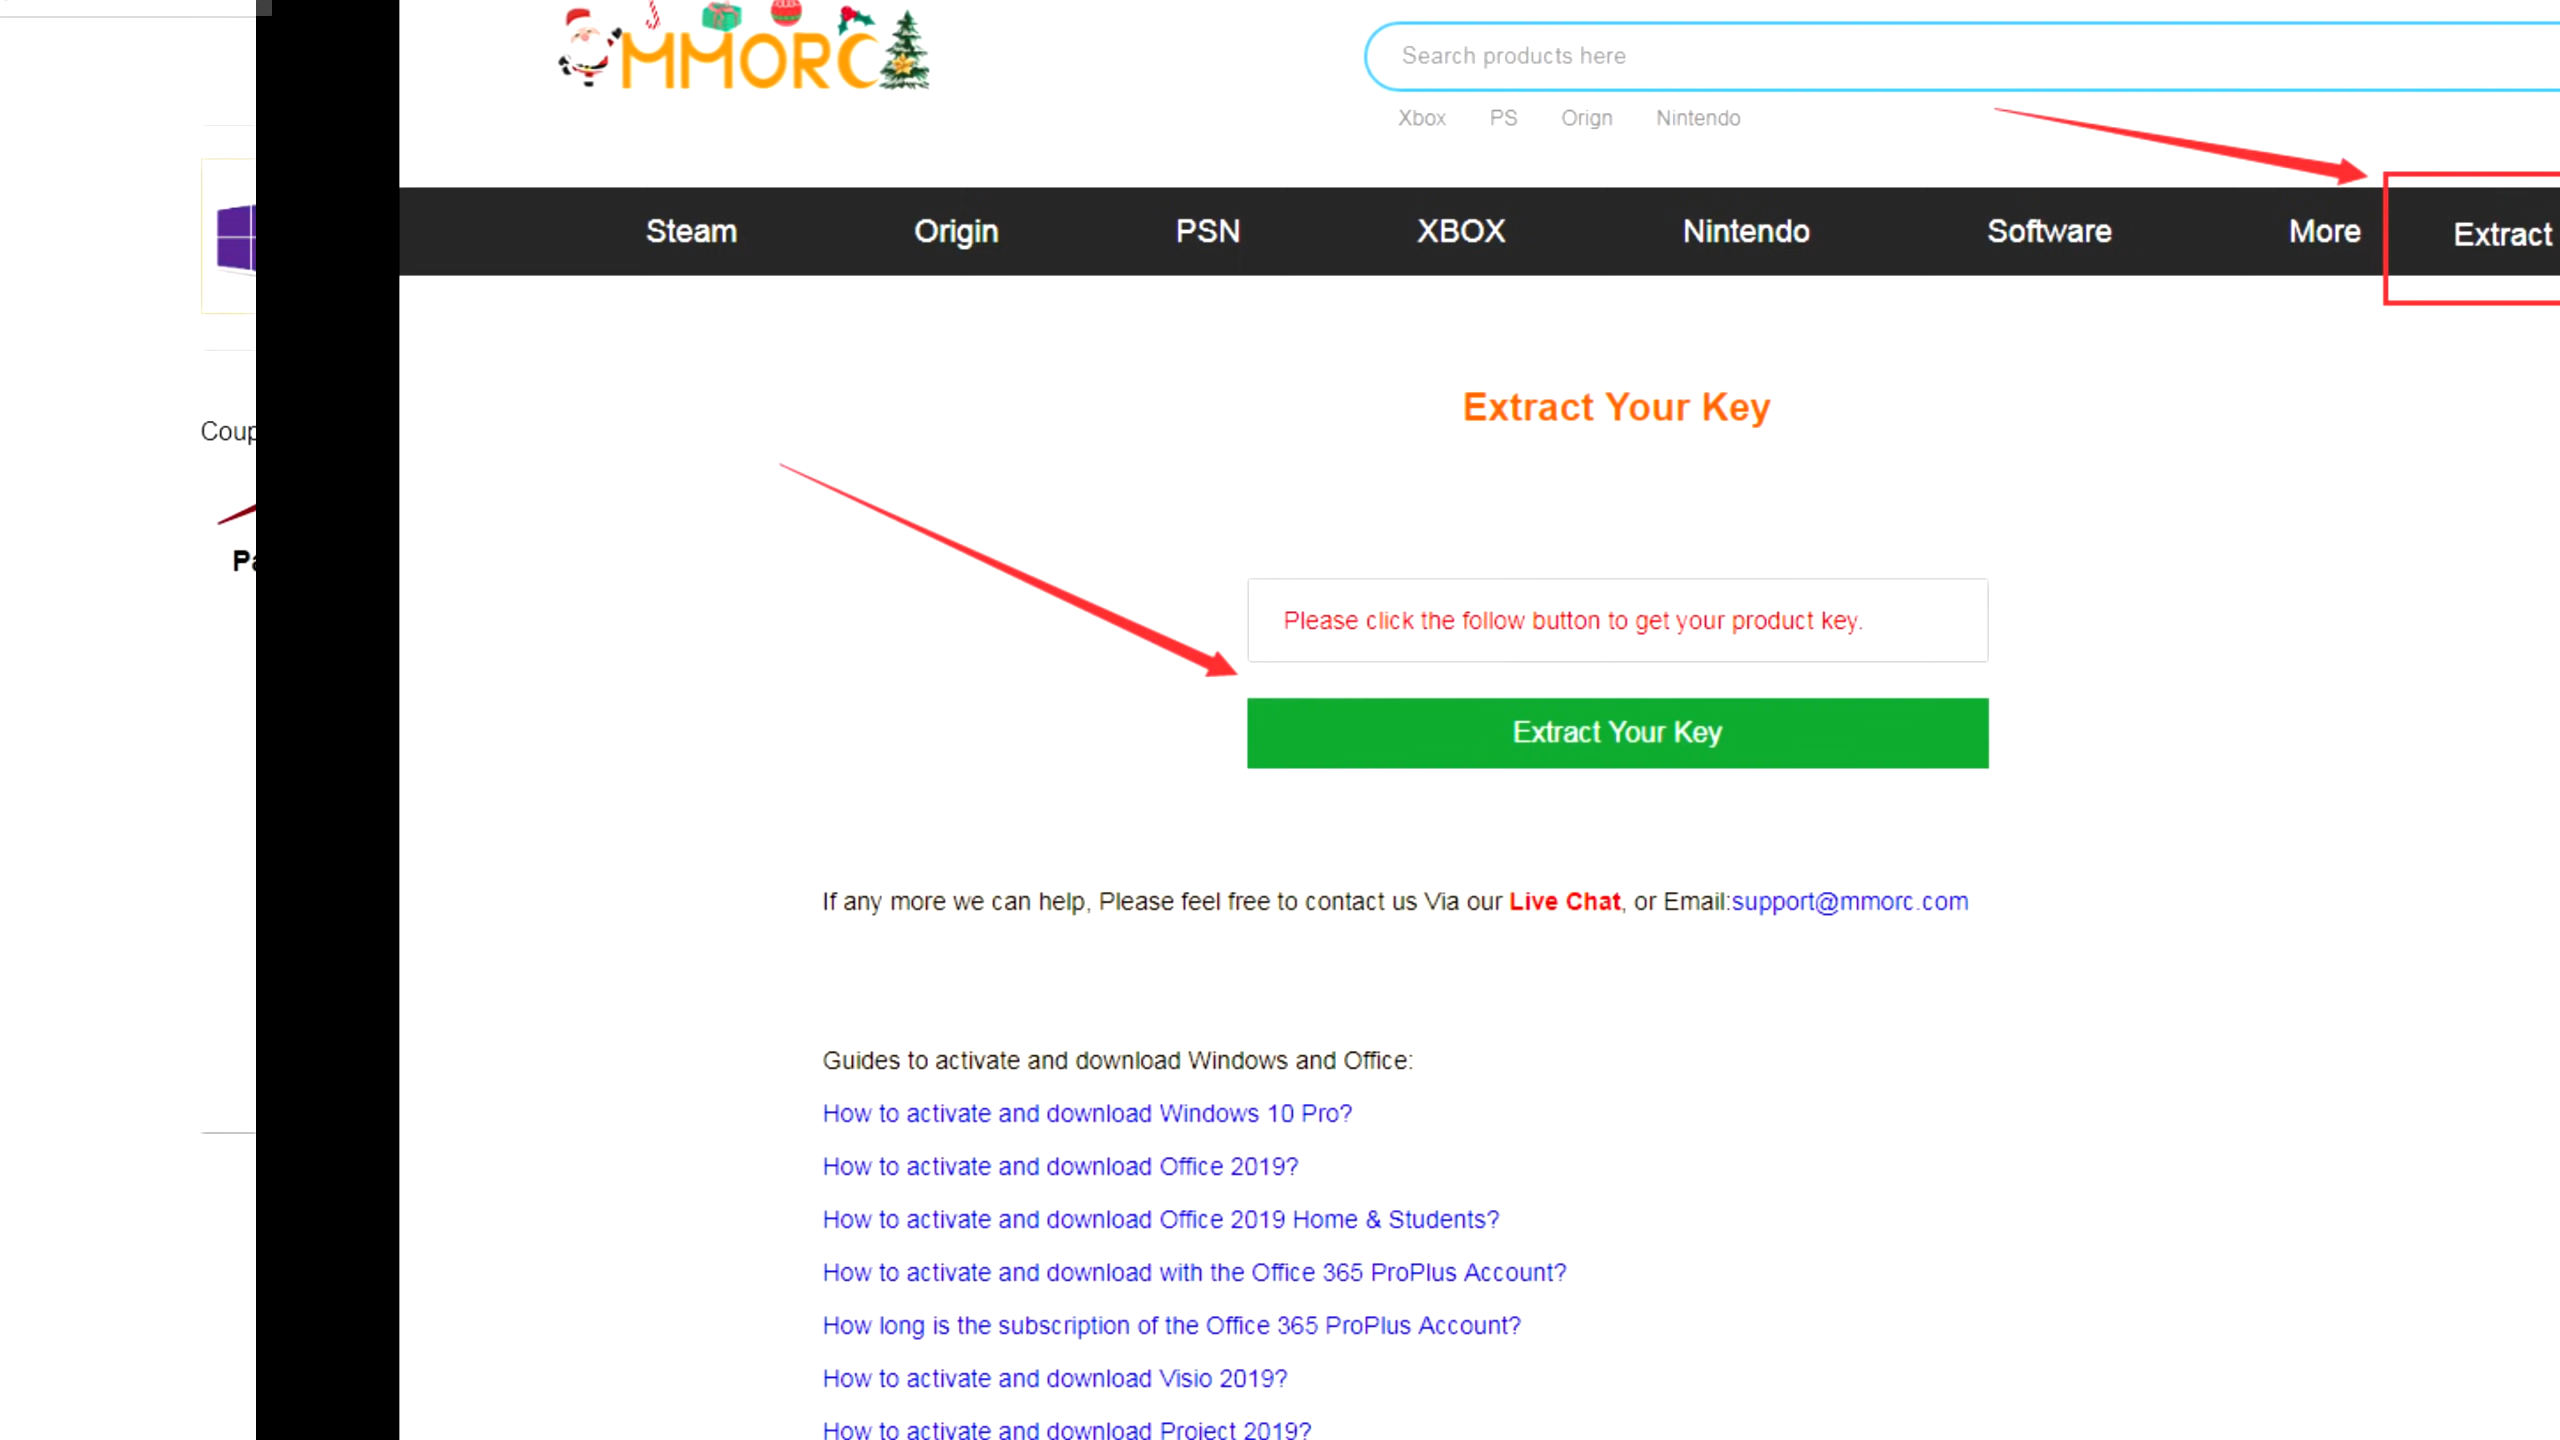 MMORC
Search products here
Xbox PS Orign Nintendo
Steam Origin PSN XBOX Nintendo Software More Extract
Extract Your Key
Coup
Pa
Please click the follow button to get your product key.
Extract Your Key
If any more we can help, Please feel free to contact us Via our Live Chat, or Email:support@mmorc.com
Guides to activate and download Windows and Office:
How to activate and download Windows 10 Pro?
How to activate and download Office 2019?
How to activate and download Office 2019 Home & Students?
How to activate and download with the Office 365 ProPlus Account?
How long is the subscription of the Office 365 ProPlus Account?
How to activate and download Visio 2019?
How to activate and download Project 2019?